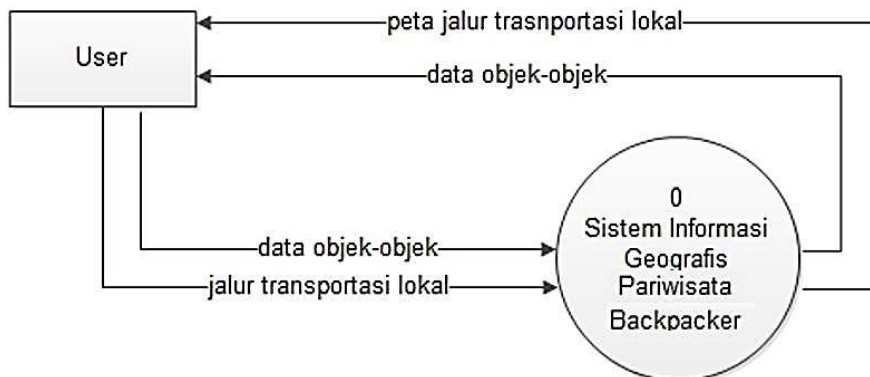 peta jalur trasnportasi lokal
User
data objek-objek
0
Sistem Informasi
Geografis
Pariwisata
Backpacker
data objek-objek
jalur transportasi lokal